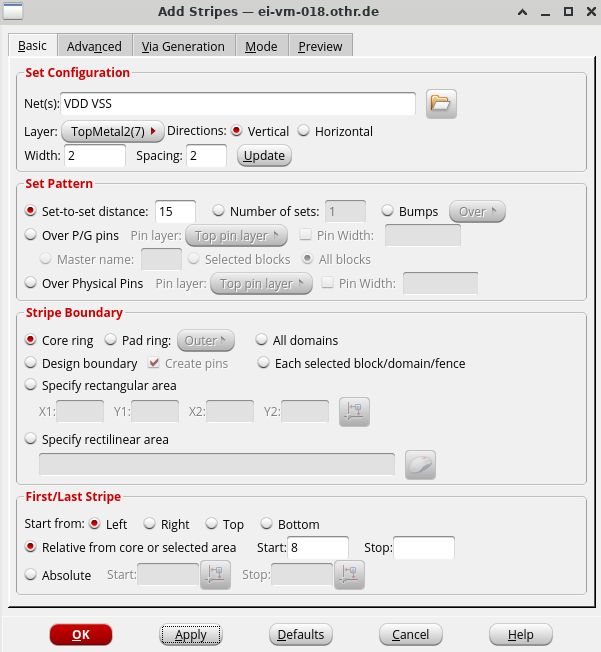 Add Stripes — ei-vm-018.othr.de
Basic Advanced Via Generation Mode Preview
Set Configuration
Net(s): VDD VSS
Layer: TopMetal2(7) Directions: Vertical Horizontal
Width: 2 Spacing: 2 Update
Set Pattern
Set-to-set distance: 15 Number of sets: 1 Bumps Over
Over P/G pins Pin layer: Top pin layer Pin Width:
Master name: Selected blocks All blocks
Over Physical Pins Pin layer: Top pin layer Pin Width:
Stripe Boundary
Core ring Pad ring: Outer All domains
Design boundary Create pins Each selected block/domain/fence
Specify rectangular area
X1: Y1: X2: Y2:
Specify rectilinear area
First/Last Stripe
Start from: Left Right Top Bottom
Relative from core or selected area Start: 8 Stop:
Absolute Start: Stop:
OK Apply Defaults Cancel Help